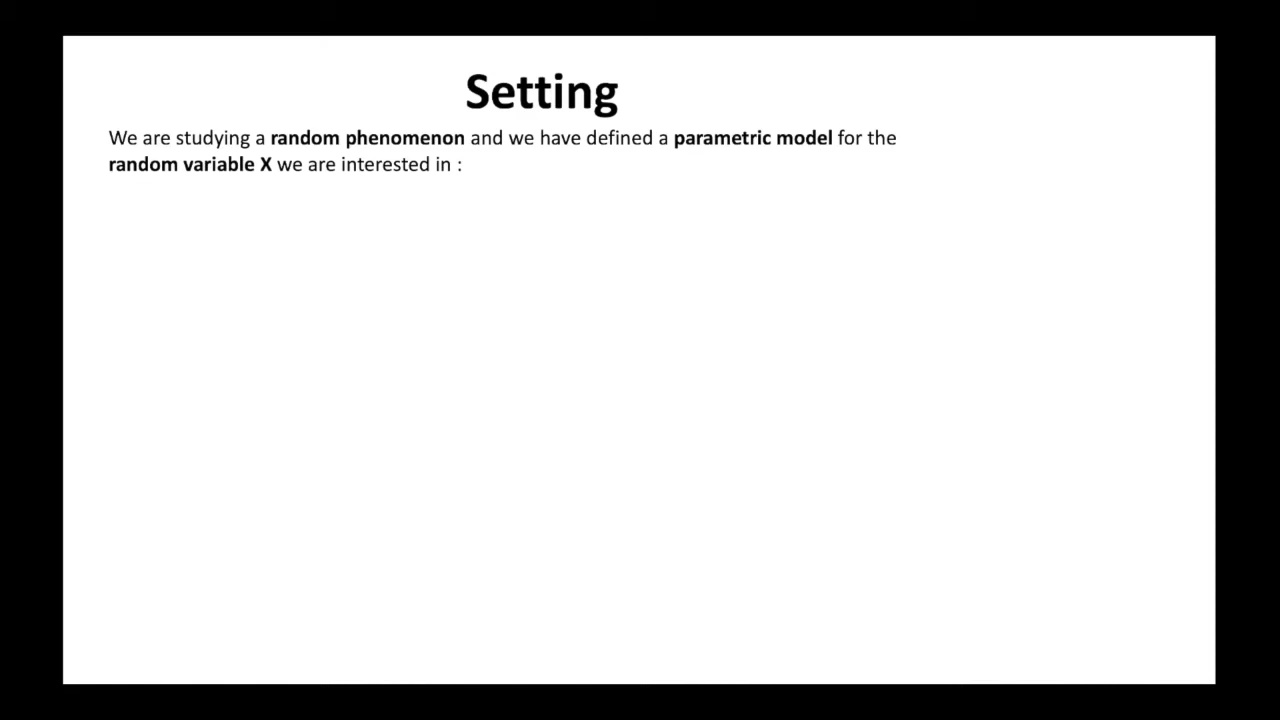 Setting
We are studying a random phenomenon and we have defined a parametric model for the
random variable X we are interested in :